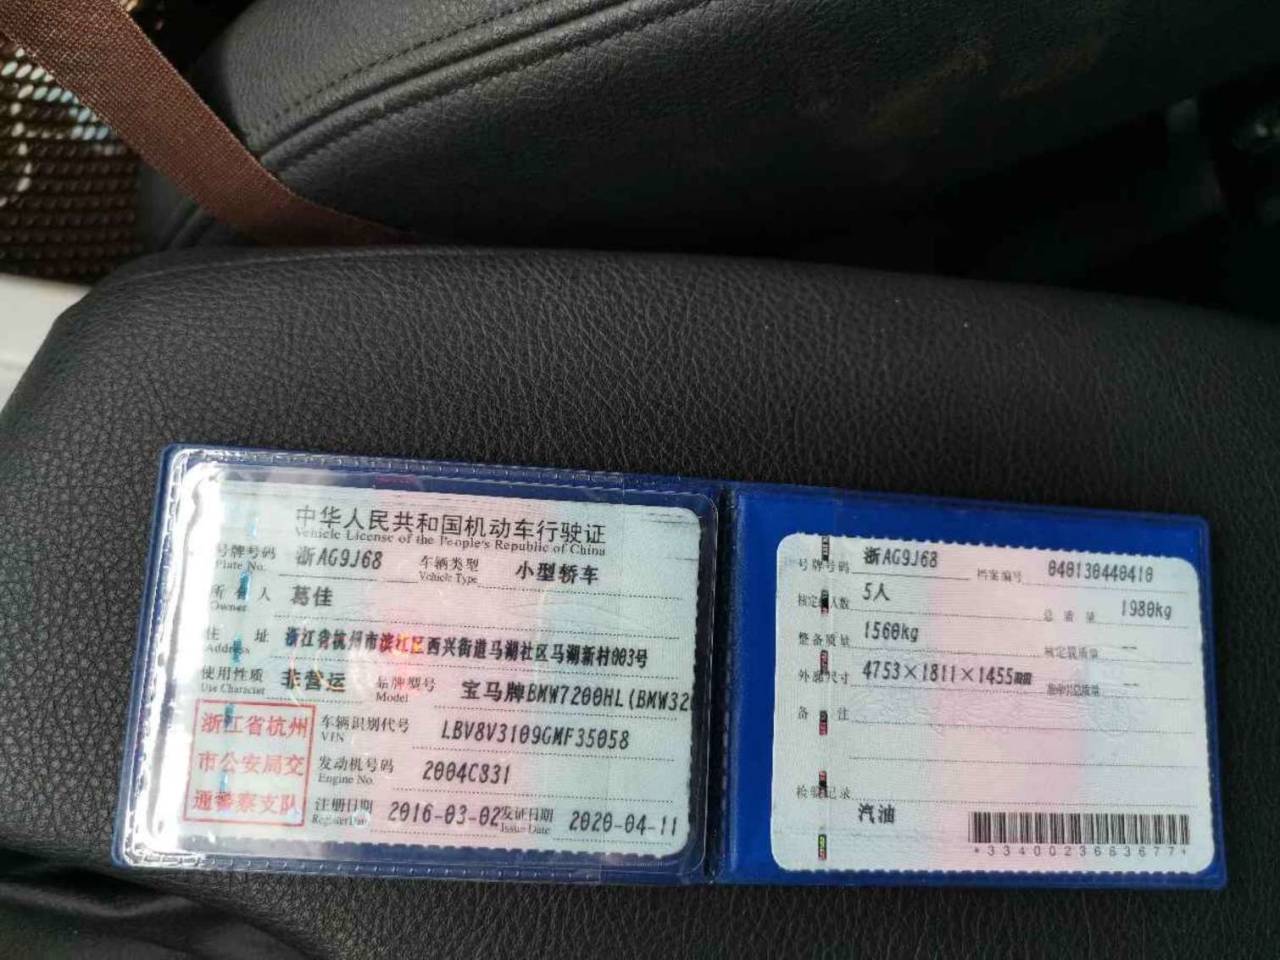 中华人民共和国机动车行驶证
Vehicle License of the People's Republic of China
号牌号码 浙AG9J68 车辆类型 小型轿车
Plate No. Vehicle Type
所有人 葛佳
Owner
住址 浙江省杭州市滨江区西兴街道马湖社区马湖新村003号
Address
使用性质 非营运 品牌型号 宝马牌BMW7200HL(BMW320
Use Character Model
浙江省杭州
市公安局交
通警察支队
车辆识别代号 LBV8V3109GMF35058
VIN
发动机号码 2004C831
Engine No.
注册日期 2016-03-02 发证日期 2020-04-11
Register Date Issue Date
号牌号码 浙AG9J68 档案编号 040130440410
核定载人数 5人 总质量 1980kg
整备质量 1560kg 核定载质量 —
外廓尺寸 4753×1811×1455mm 准牵引总质量 —
备注
检验记录
汽油
*3340023663677*